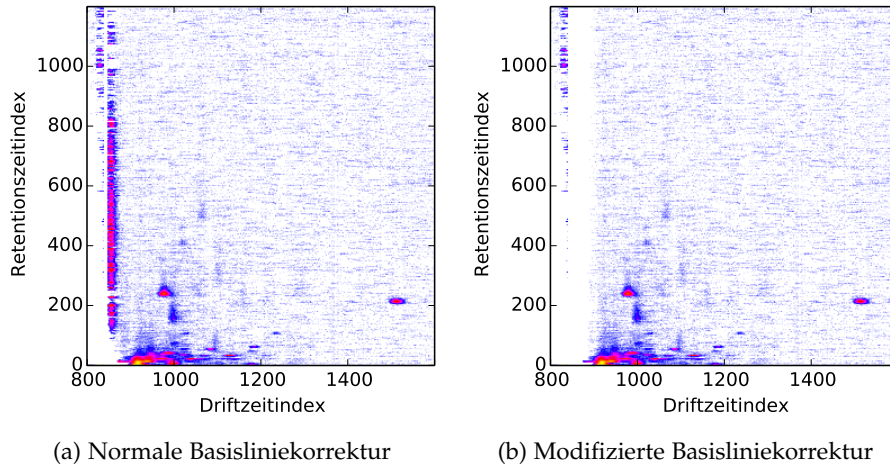 1000
800
600
400
200
0
Retentionszeitindex
800 1000 1200 1400
Driftzeitindex
(a) Normale Basisliniekorrektur
1000
800
600
400
200
0
Retentionszeitindex
800 1000 1200 1400
Driftzeitindex
(b) Modifizierte Basisliniekorrektur